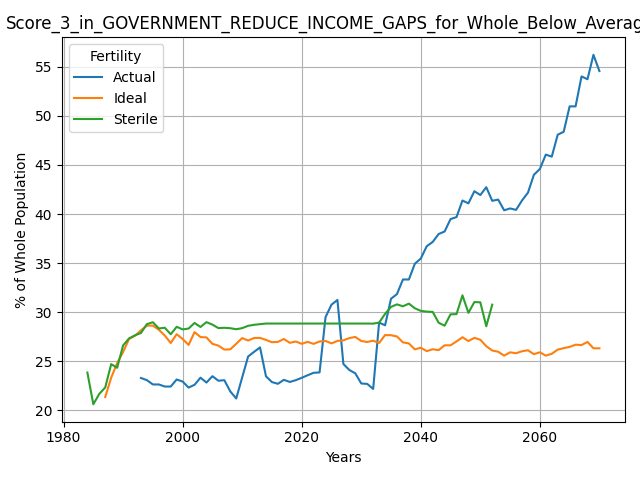 Score_3_in_GOVERNMENT_REDUCE_INCOME_GAPS_for_Whole_Below_Averag
Fertility
Actual
Ideal
Sterile
% of Whole Population
55
50
45
40
35
30
25
20
1980 2000 2020 2040 2060
Years